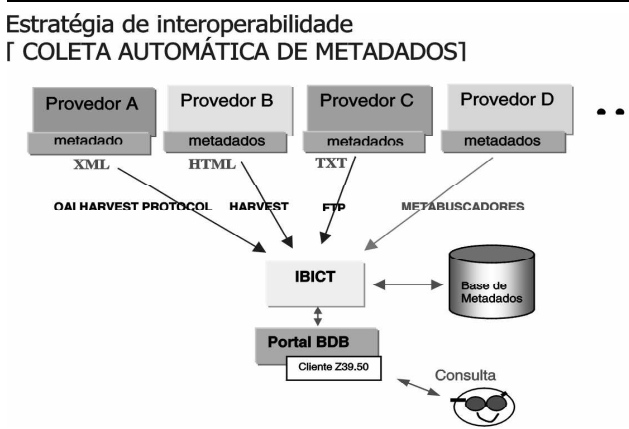 Estratégia de interoperabilidade
[ COLETA AUTOMÁTICA DE METADADOS]
Provedor A
Provedor B
Provedor C
Provedor D
metadado
metadados
metadados
metadados
XML
HTML
TXT
OAI HARVEST PROTOCOL
HARVEST
FTP
METABUSCADORES
IBICT
Base de
Metadados
Portal BDB
Cliente Z39.50
Consulta